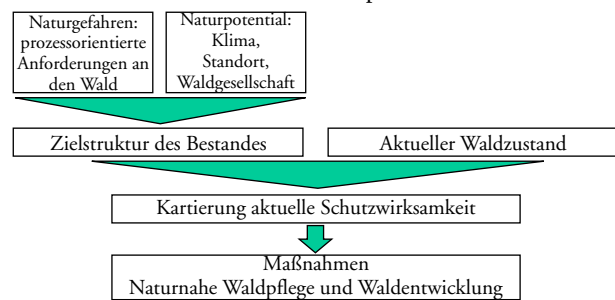 Naturgefahren:
prozessorientierte
Anforderungen an
den Wald
Naturpotential:
Klima,
Standort,
Waldgesellschaft
Zielstruktur des Bestandes
Aktueller Waldzustand
Kartierung aktuelle Schutzwirksamkeit
Maßnahmen
Naturnahe Waldpflege und Waldentwicklung